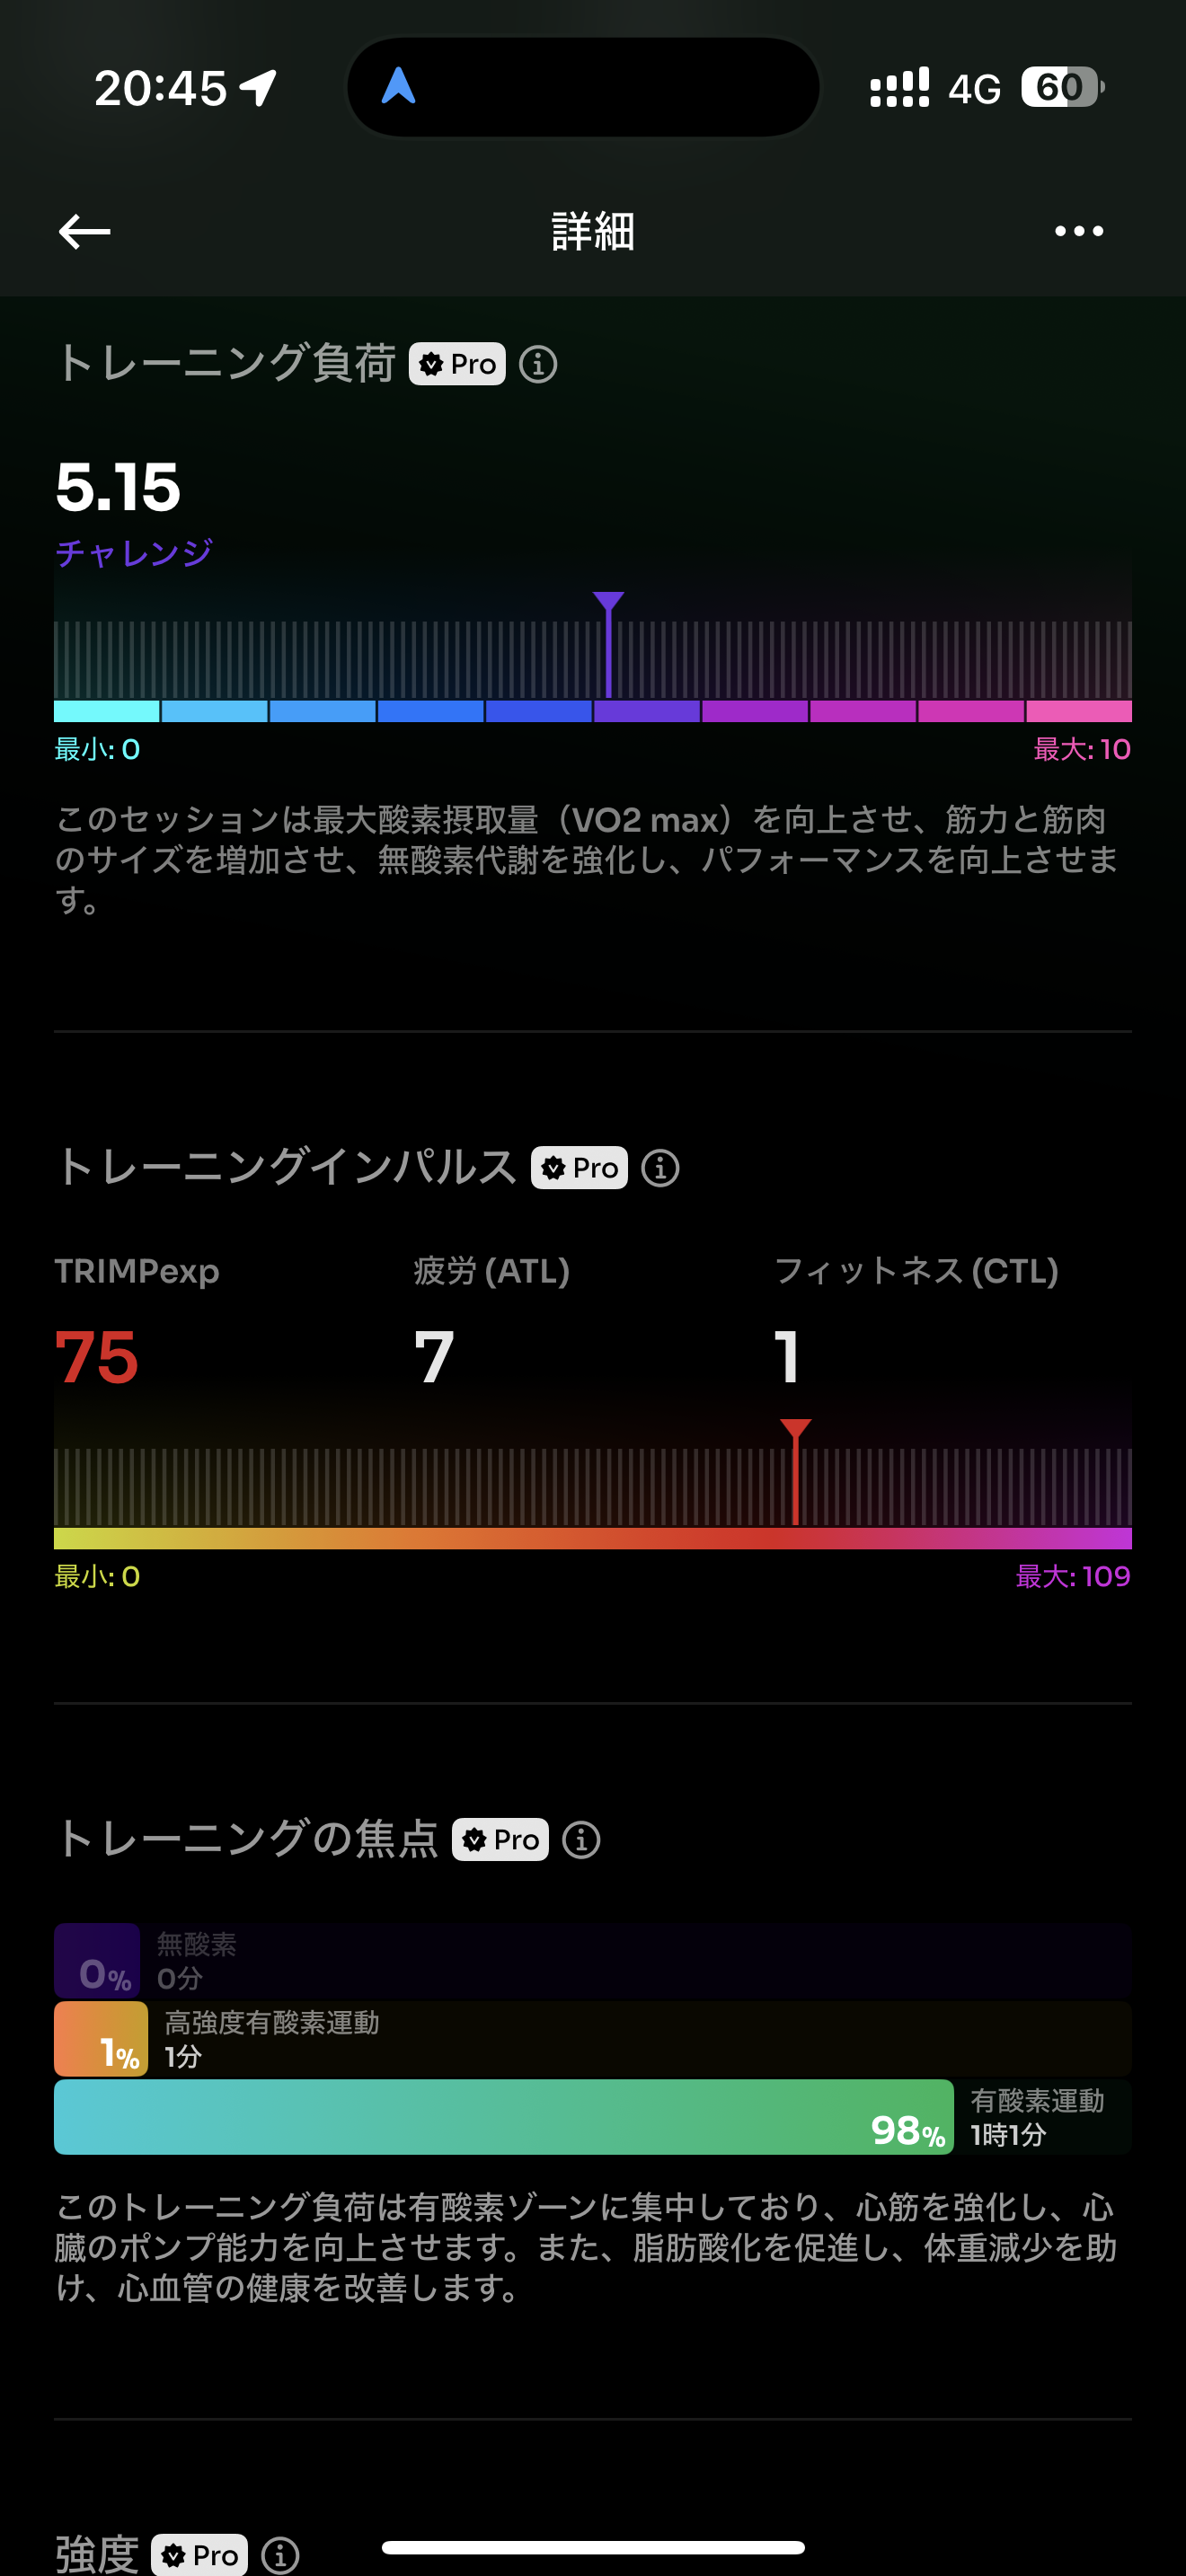 20:45 4G 60
詳細
トレーニング負荷 Pro
5.15
チャレンジ
最小: 0 最大: 10
このセッションは最大酸素摂取量（VO2 max）を向上させ、筋力と筋肉
のサイズを増加させ、無酸素代謝を強化し、パフォーマンスを向上させま
す。
トレーニングインパルス Pro
TRIMPexp 疲労 (ATL) フィットネス (CTL)
75 7 1
最小: 0 最大: 109
トレーニングの焦点 Pro
0% 無酸素
0分
1% 高強度有酸素運動
1分
98% 有酸素運動
1時1分
このトレーニング負荷は有酸素ゾーンに集中しており、心筋を強化し、心
臓のポンプ能力を向上させます。また、脂肪酸化を促進し、体重減少を助
け、心血管の健康を改善します。
強度 Pro